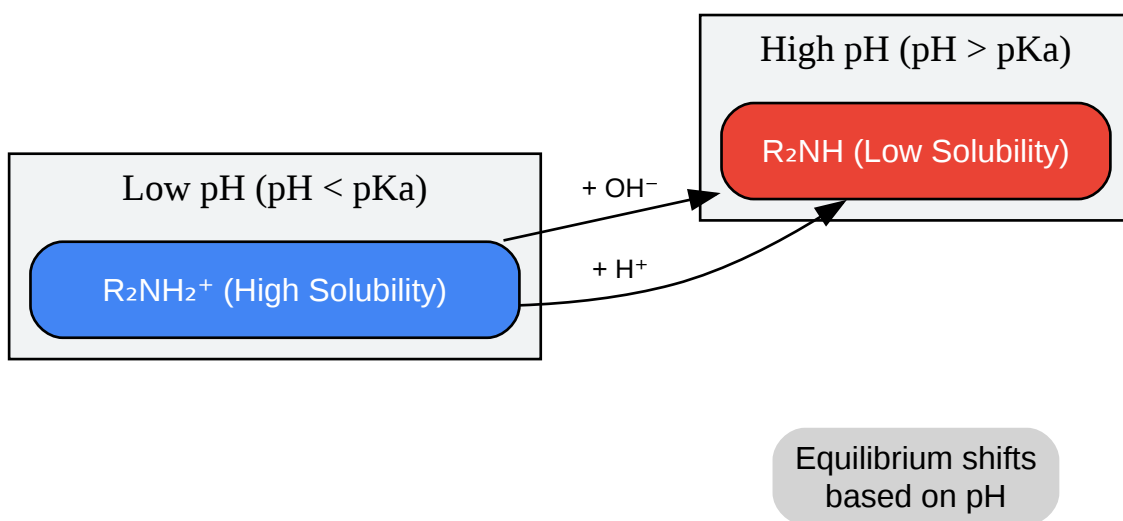 High pH (pH > pKa)
R₂NH (Low Solubility)
Low pH (pH < pKa)
R₂NH₂⁺ (High Solubility)
+ OH⁻
+ H⁺
Equilibrium shifts
based on pH